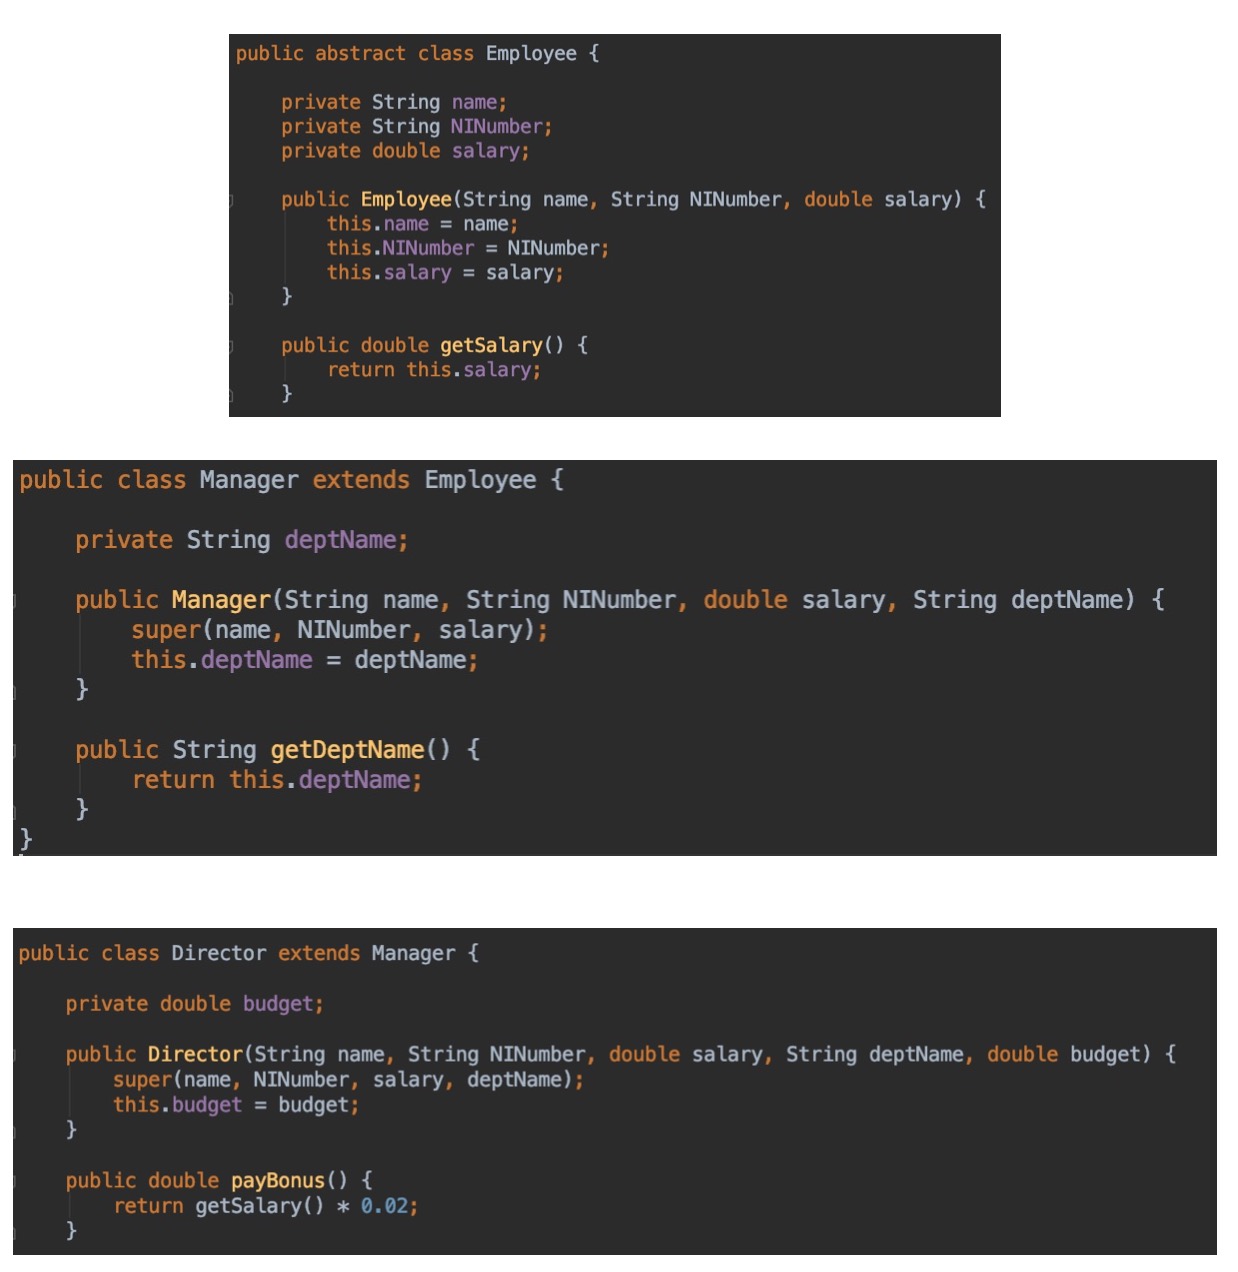 public abstract class Employee {
private String name;
private String NINumber;
private double salary;
public Employee(String name, String NINumber, double salary) {
this.name = name;
this.NINumber = NINumber;
this.salary = salary;
}
public double getSalary() {
return this.salary;
}
public class Manager extends Employee {
private String deptName;
public Manager(String name, String NINumber, double salary, String deptName) {
super(name, NINumber, salary);
this.deptName = deptName;
}
public String getDeptName() {
return this.deptName;
}
}
public class Director extends Manager {
private double budget;
public Director(String name, String NINumber, double salary, String deptName, double budget) {
super(name, NINumber, salary, deptName);
this.budget = budget;
}
public double payBonus() {
return getSalary() * 0.02;
}